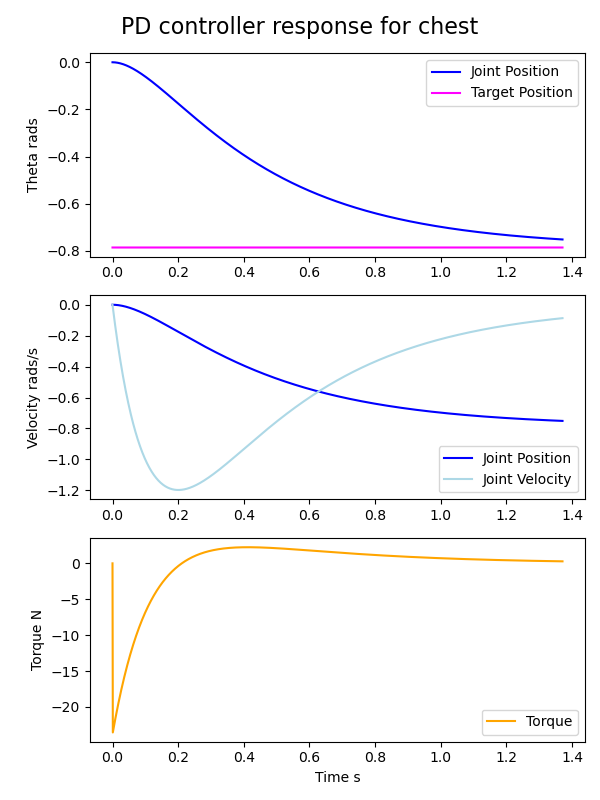 PD controller response for chest
0.0
−0.2
−0.4
−0.6
−0.8
Theta rads
Joint Position
Target Position
0.0 0.2 0.4 0.6 0.8 1.0 1.2 1.4
0.0
−0.2
−0.4
−0.6
−0.8
−1.0
−1.2
Velocity rads/s
Joint Position
Joint Velocity
0.0 0.2 0.4 0.6 0.8 1.0 1.2 1.4
0
−5
−10
−15
−20
Torque N
Torque
0.0 0.2 0.4 0.6 0.8 1.0 1.2 1.4
Time s